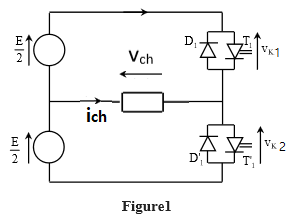 E/2
D₁
T₁
vK1
Vch
ich
E/2
D'₁
T'₁
vK2
Figure1